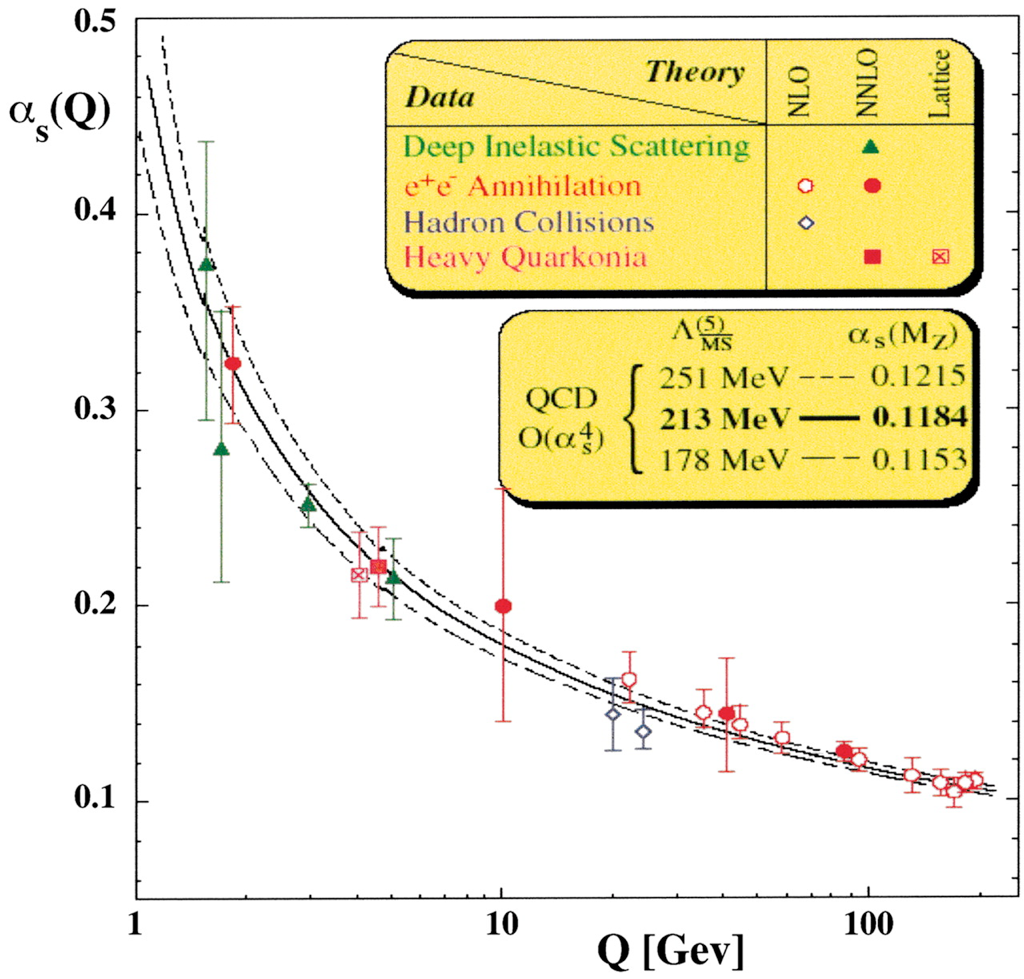 0.5
0.4
0.3
0.2
0.1
αs(Q)
Theory
Data
NLO
NNLO
Lattice
Deep Inelastic Scattering
e+e- Annihilation
Hadron Collisions
Heavy Quarkonia
Λ(5)MS αs(MZ)
QCD
O(αs4)
251 MeV 0.1215
213 MeV 0.1184
178 MeV 0.1153
1 10 100
Q [Gev]